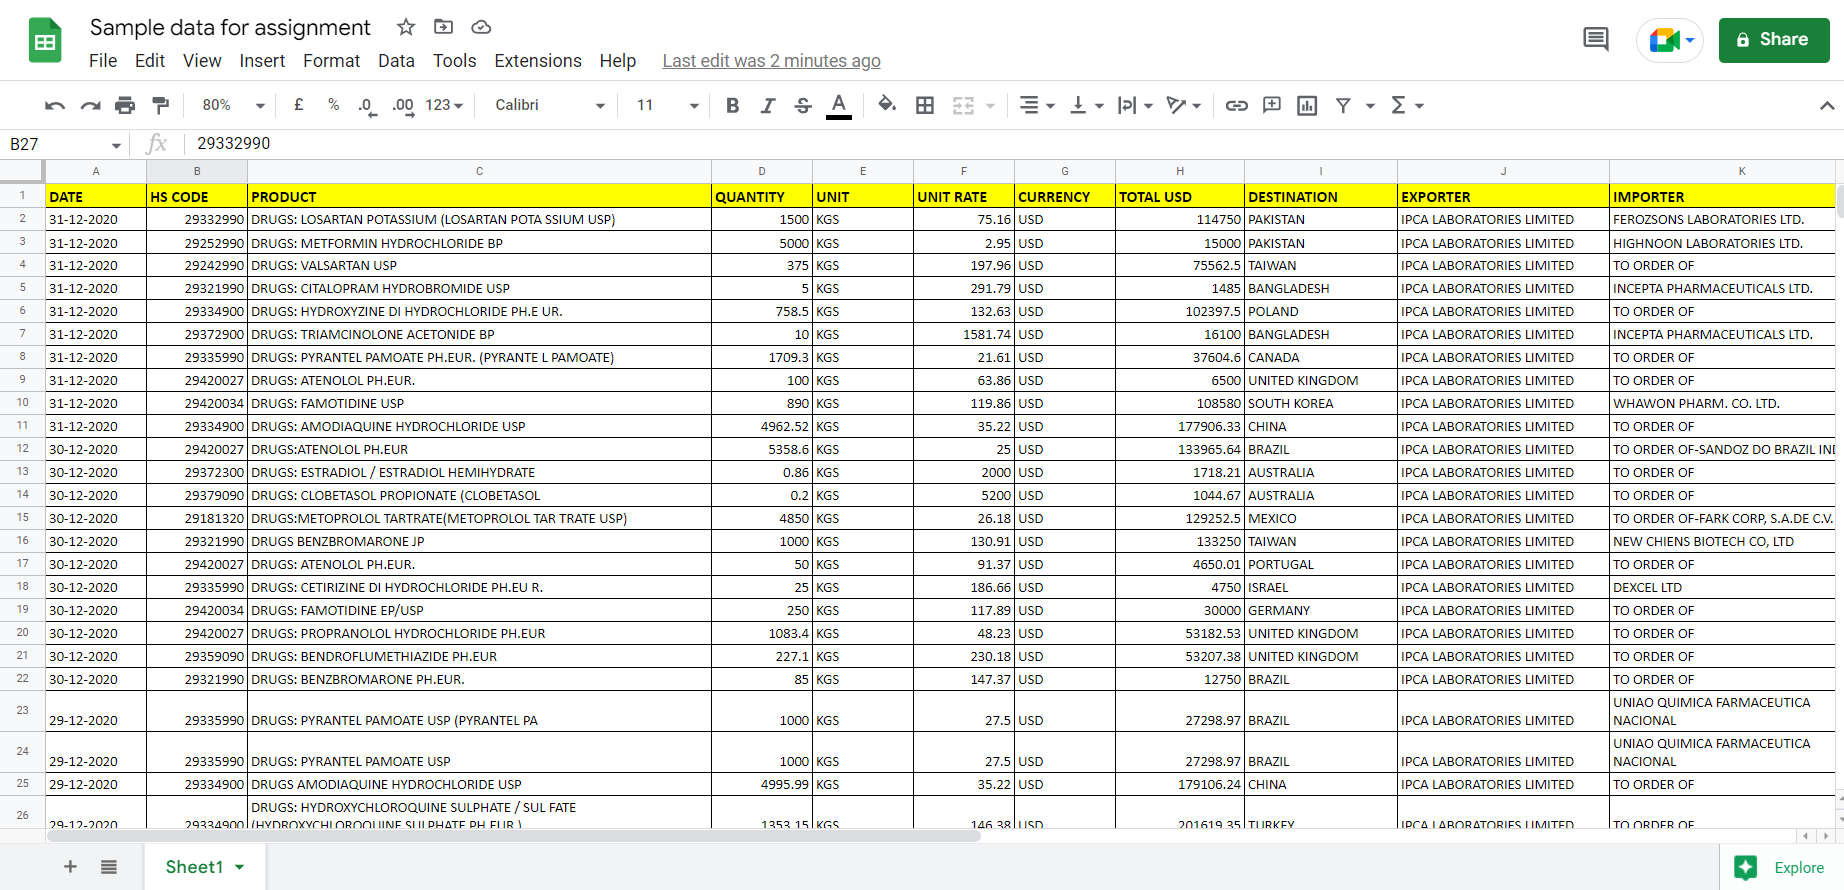 Sample data for assignment
File Edit View Insert Format Data Tools Extensions Help Last edit was 2 minutes ago
Share
80% £ % .0 .00 123 Calibri 11 B I S A
B27 fx 29332990
A B C D E F G H I J K
1 DATE HS CODE PRODUCT QUANTITY UNIT UNIT RATE CURRENCY TOTAL USD DESTINATION EXPORTER IMPORTER
2 31-12-2020 29332990 DRUGS: LOSARTAN POTASSIUM (LOSARTAN POTA SSIUM USP) 1500 KGS 75.16 USD 114750 PAKISTAN IPCA LABORATORIES LIMITED FEROZSONS LABORATORIES LTD.
3 31-12-2020 29252990 DRUGS: METFORMIN HYDROCHLORIDE BP 5000 KGS 2.95 USD 15000 PAKISTAN IPCA LABORATORIES LIMITED HIGHNOON LABORATORIES LTD.
4 31-12-2020 29242990 DRUGS: VALSARTAN USP 375 KGS 197.96 USD 75562.5 TAIWAN IPCA LABORATORIES LIMITED TO ORDER OF
5 31-12-2020 29321990 DRUGS: CITALOPRAM HYDROBROMIDE USP 5 KGS 291.79 USD 1485 BANGLADESH IPCA LABORATORIES LIMITED INCEPTA PHARMACEUTICALS LTD.
6 31-12-2020 29334900 DRUGS: HYDROXYZINE DI HYDROCHLORIDE PH.E UR. 758.5 KGS 132.63 USD 102397.5 POLAND IPCA LABORATORIES LIMITED TO ORDER OF
7 31-12-2020 29372900 DRUGS: TRIAMCINOLONE ACETONIDE BP 10 KGS 1581.74 USD 16100 BANGLADESH IPCA LABORATORIES LIMITED INCEPTA PHARMACEUTICALS LTD.
8 31-12-2020 29335990 DRUGS: PYRANTEL PAMOATE PH.EUR. (PYRANTE L PAMOATE) 1709.3 KGS 21.61 USD 37604.6 CANADA IPCA LABORATORIES LIMITED TO ORDER OF
9 31-12-2020 29420027 DRUGS: ATENOLOL PH.EUR. 100 KGS 63.86 USD 6500 UNITED KINGDOM IPCA LABORATORIES LIMITED TO ORDER OF
10 31-12-2020 29420034 DRUGS: FAMOTIDINE USP 890 KGS 119.86 USD 108580 SOUTH KOREA IPCA LABORATORIES LIMITED WHAWON PHARM. CO. LTD.
11 31-12-2020 29334900 DRUGS: AMODIAQUINE HYDROCHLORIDE USP 4962.52 KGS 35.22 USD 177906.33 CHINA IPCA LABORATORIES LIMITED TO ORDER OF
12 30-12-2020 29420027 DRUGS:ATENOLOL PH.EUR 5358.6 KGS 25 USD 133965.64 BRAZIL IPCA LABORATORIES LIMITED TO ORDER OF-SANDOZ DO BRAZIL
13 30-12-2020 29372300 DRUGS: ESTRADIOL / ESTRADIOL HEMIHYDRATE 0.86 KGS 2000 USD 1718.21 AUSTRALIA IPCA LABORATORIES LIMITED TO ORDER OF
14 30-12-2020 29379090 DRUGS: CLOBETASOL PROPIONATE (CLOBETASOL 0.2 KGS 5200 USD 1044.67 AUSTRALIA IPCA LABORATORIES LIMITED TO ORDER OF
15 30-12-2020 29181320 DRUGS:METOPROLOL TARTRATE(METOPROLOL TAR TRATE USP) 4850 KGS 26.18 USD 129252.5 MEXICO IPCA LABORATORIES LIMITED TO ORDER OF-FARK CORP, S.A.DE C.V.
16 30-12-2020 29321990 DRUGS BENZBROMARONE JP 1000 KGS 130.91 USD 133250 TAIWAN IPCA LABORATORIES LIMITED NEW CHIENS BIOTECH CO, LTD
17 30-12-2020 29420027 DRUGS: ATENOLOL PH.EUR. 50 KGS 91.37 USD 4650.01 PORTUGAL IPCA LABORATORIES LIMITED TO ORDER OF
18 30-12-2020 29335990 DRUGS: CETIRIZINE DI HYDROCHLORIDE PH.EU R. 25 KGS 186.66 USD 4750 ISRAEL IPCA LABORATORIES LIMITED DEXCEL LTD
19 30-12-2020 29420034 DRUGS: FAMOTIDINE EP/USP 250 KGS 117.89 USD 30000 GERMANY IPCA LABORATORIES LIMITED TO ORDER OF
20 30-12-2020 29420027 DRUGS: PROPRANOLOL HYDROCHLORIDE PH.EUR 1083.4 KGS 48.23 USD 53182.53 UNITED KINGDOM IPCA LABORATORIES LIMITED TO ORDER OF
21 30-12-2020 29359090 DRUGS: BENDROFLUMETHIAZIDE PH.EUR 227.1 KGS 230.18 USD 53207.38 UNITED KINGDOM IPCA LABORATORIES LIMITED TO ORDER OF
22 30-12-2020 29321990 DRUGS: BENZBROMARONE PH.EUR. 85 KGS 147.37 USD 12750 BRAZIL IPCA LABORATORIES LIMITED TO ORDER OF
UNIAO QUIMICA FARMACEUTICA
23 29-12-2020 29335990 DRUGS: PYRANTEL PAMOATE USP (PYRANTEL PA 1000 KGS 27.5 USD 27298.97 BRAZIL IPCA LABORATORIES LIMITED NACIONAL
UNIAO QUIMICA FARMACEUTICA
24 29-12-2020 29335990 DRUGS: PYRANTEL PAMOATE USP 1000 KGS 27.5 USD 27298.97 BRAZIL IPCA LABORATORIES LIMITED NACIONAL
25 29-12-2020 29334900 DRUGS AMODIAQUINE HYDROCHLORIDE USP 4995.99 KGS 35.22 USD 179106.24 CHINA IPCA LABORATORIES LIMITED TO ORDER OF
DRUGS: HYDROXYCHLOROQUINE SULPHATE / SUL FATE
26 29-12-2020 29334900 (HYDROXYCHLOROQUINE SULPHATE PH.EUR.) 1353.15 KGS 146.38 USD 201619.35 TURKEY IPCA LABORATORIES LIMITED TO ORDER OF
Sheet1 Explore